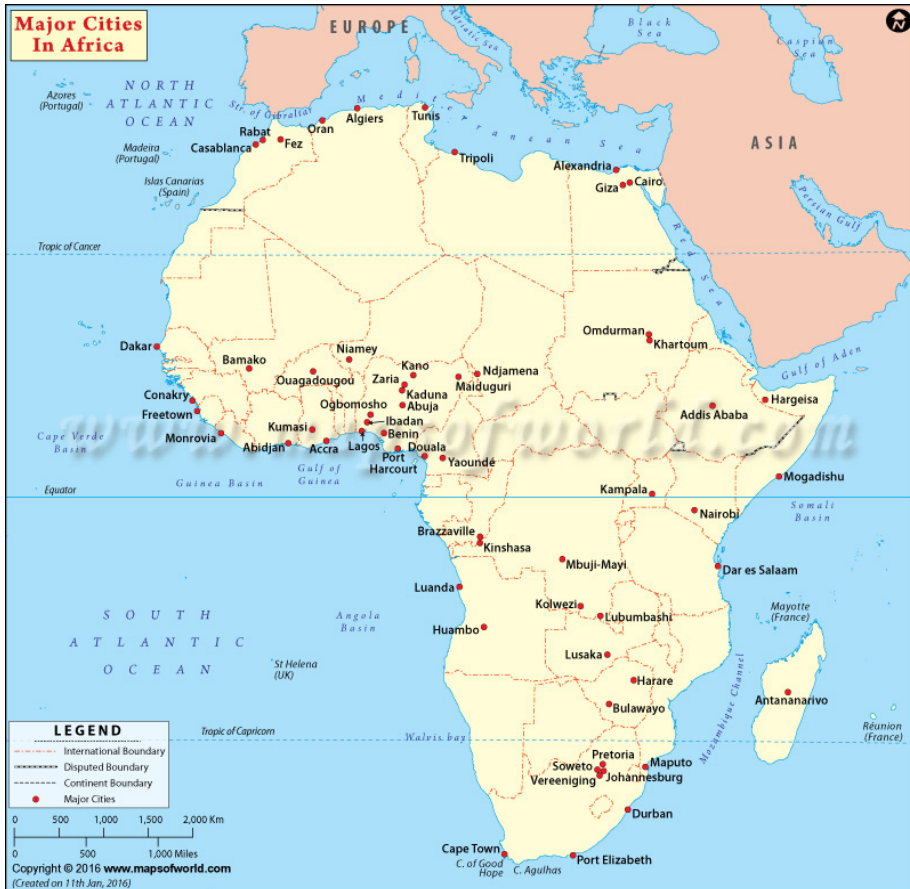 Major Cities
In Africa
EUROPE
Black
Sea
Caspian
Sea
Adriatic Sea
N
NORTH
ATLANTIC
OCEAN
Azores
(Portugal)
Str of Gibraltar
Mediterranean Sea
Algiers
Tunis
Oran
Rabat
Casablanca
Fez
Madeira
(Portugal)
Tripoli
ASIA
Alexandria
Giza
Cairo
Islas Canarias
(Spain)
Persian Gulf
Red Sea
Tropic of Cancer
Omdurman
Khartoum
Dakar
Gulf of Aden
Bamako
Niamey
Kano
Ndjamena
Ouagadougou
Zaria
Maiduguri
Conakry
Kaduna
Hargeisa
Freetown
Ogbomosho
Abuja
Addis Ababa
www.mapsofworld.com
Monrovia
Kumasi
Ibadan
Cape Verde
Basin
Abidjan
Accra
Lagos
Benin
Douala
Port
Harcourt
Yaoundé
Gulf of
Guinea
Guinea Basin
Mogadishu
Equator
Kampala
Somali
Basin
Nairobi
Brazzaville
Kinshasa
Mbuji-Mayi
Dar es Salaam
Luanda
Kolwezi
Lubumbashi
Mayotte
(France)
SOUTH
ATLANTIC
OCEAN
Angola
Basin
Huambo
St Helena
(UK)
Lusaka
Harare
Mozambique Channel
Antananarivo
Bulawayo
Réunion
(France)
Tropic of Capricorn
Walvis bay
Pretoria
Soweto
Maputo
Vereeniging
Johannesburg
Durban
Cape Town
C. of Good
Hope
C. Agulhas
Port Elizabeth
LEGEND
International Boundary
Disputed Boundary
Continent Boundary
Major Cities
0 500 1,000 1,500 2,000 Km
0 500 1,000 Miles
Copyright © 2016 www.mapsofworld.com
(Created on 11th Jan, 2016)